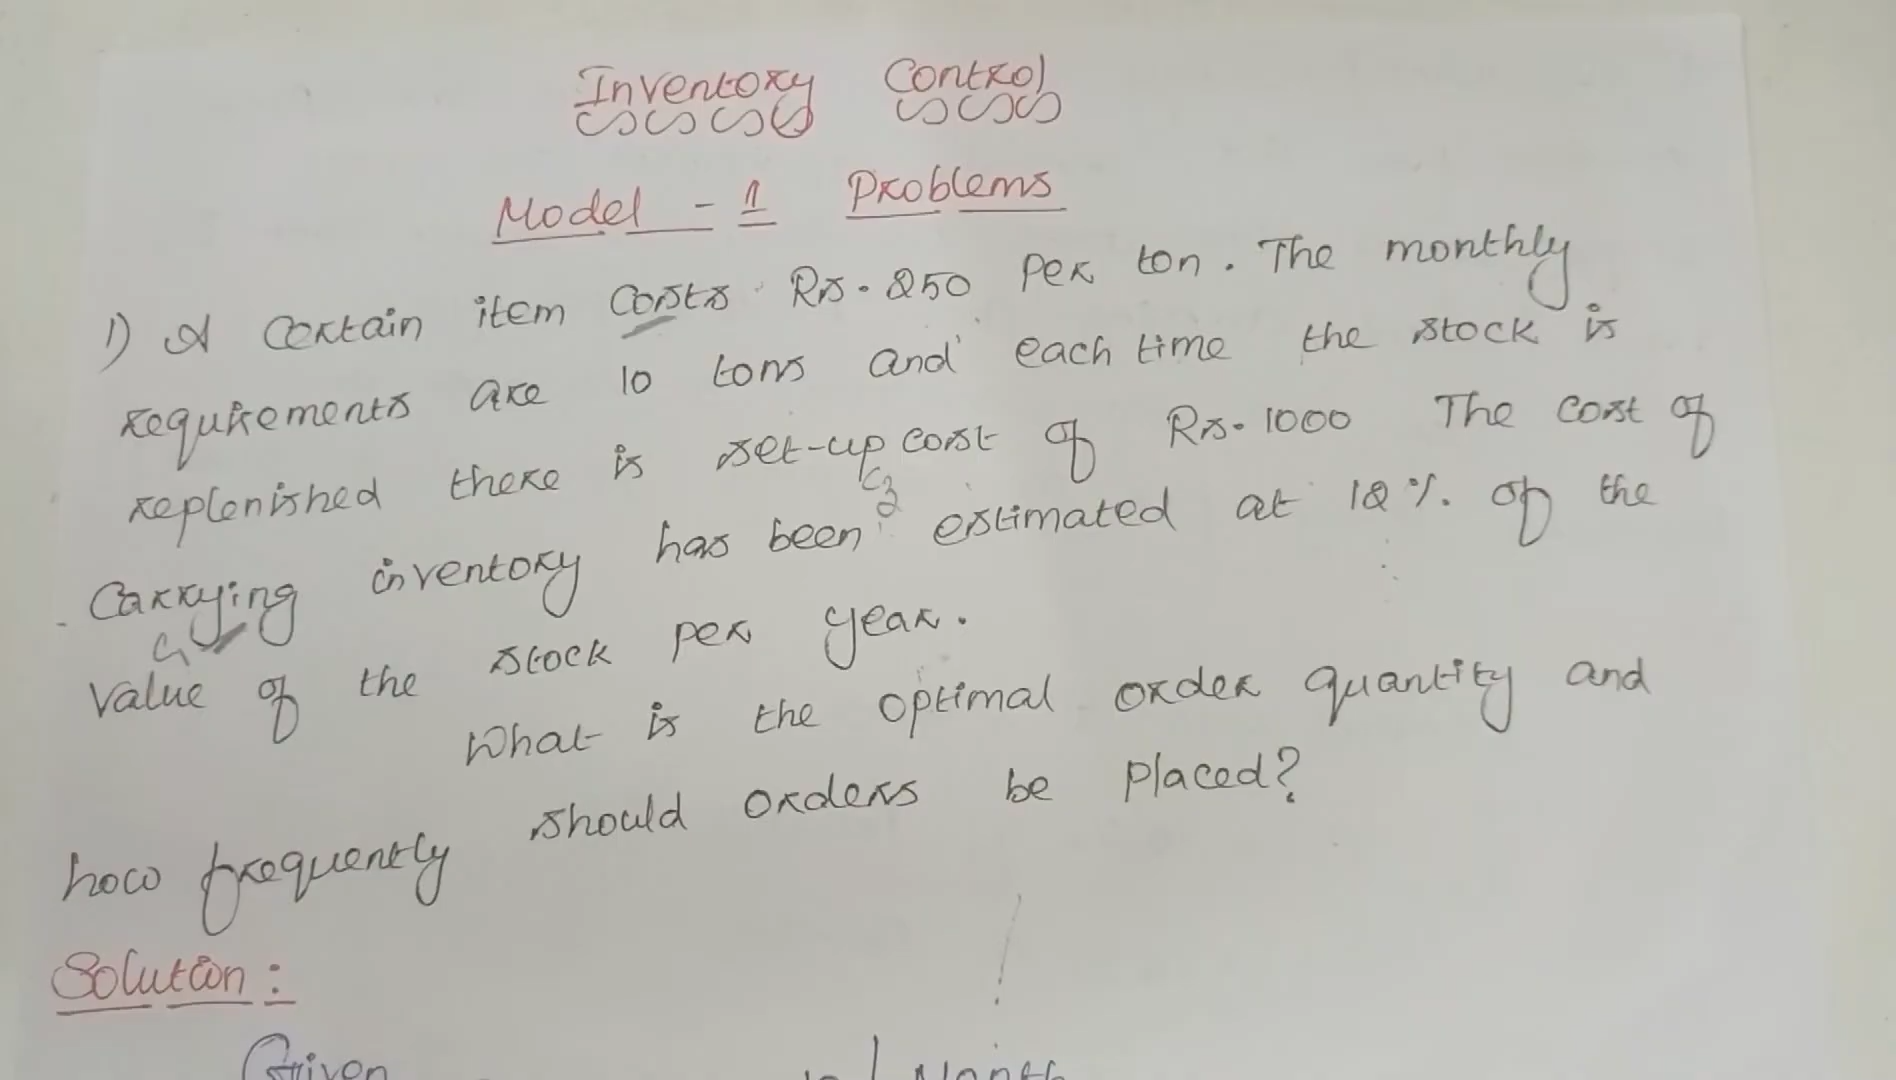 Inventory Control
Model - 1 Problems
1) A Certain item Costs Rs. 250 Per ton. The monthly
requirements are 10 tons and each time the stock is
replenished there is set-up cost of Rs. 1000 The cost of
C3
Carrying inventory has been estimated at 12 %. of the
C1
Value of the stock per year.
What is the optimal order quantity and
how frequently should orders be placed?
Solution :
Given